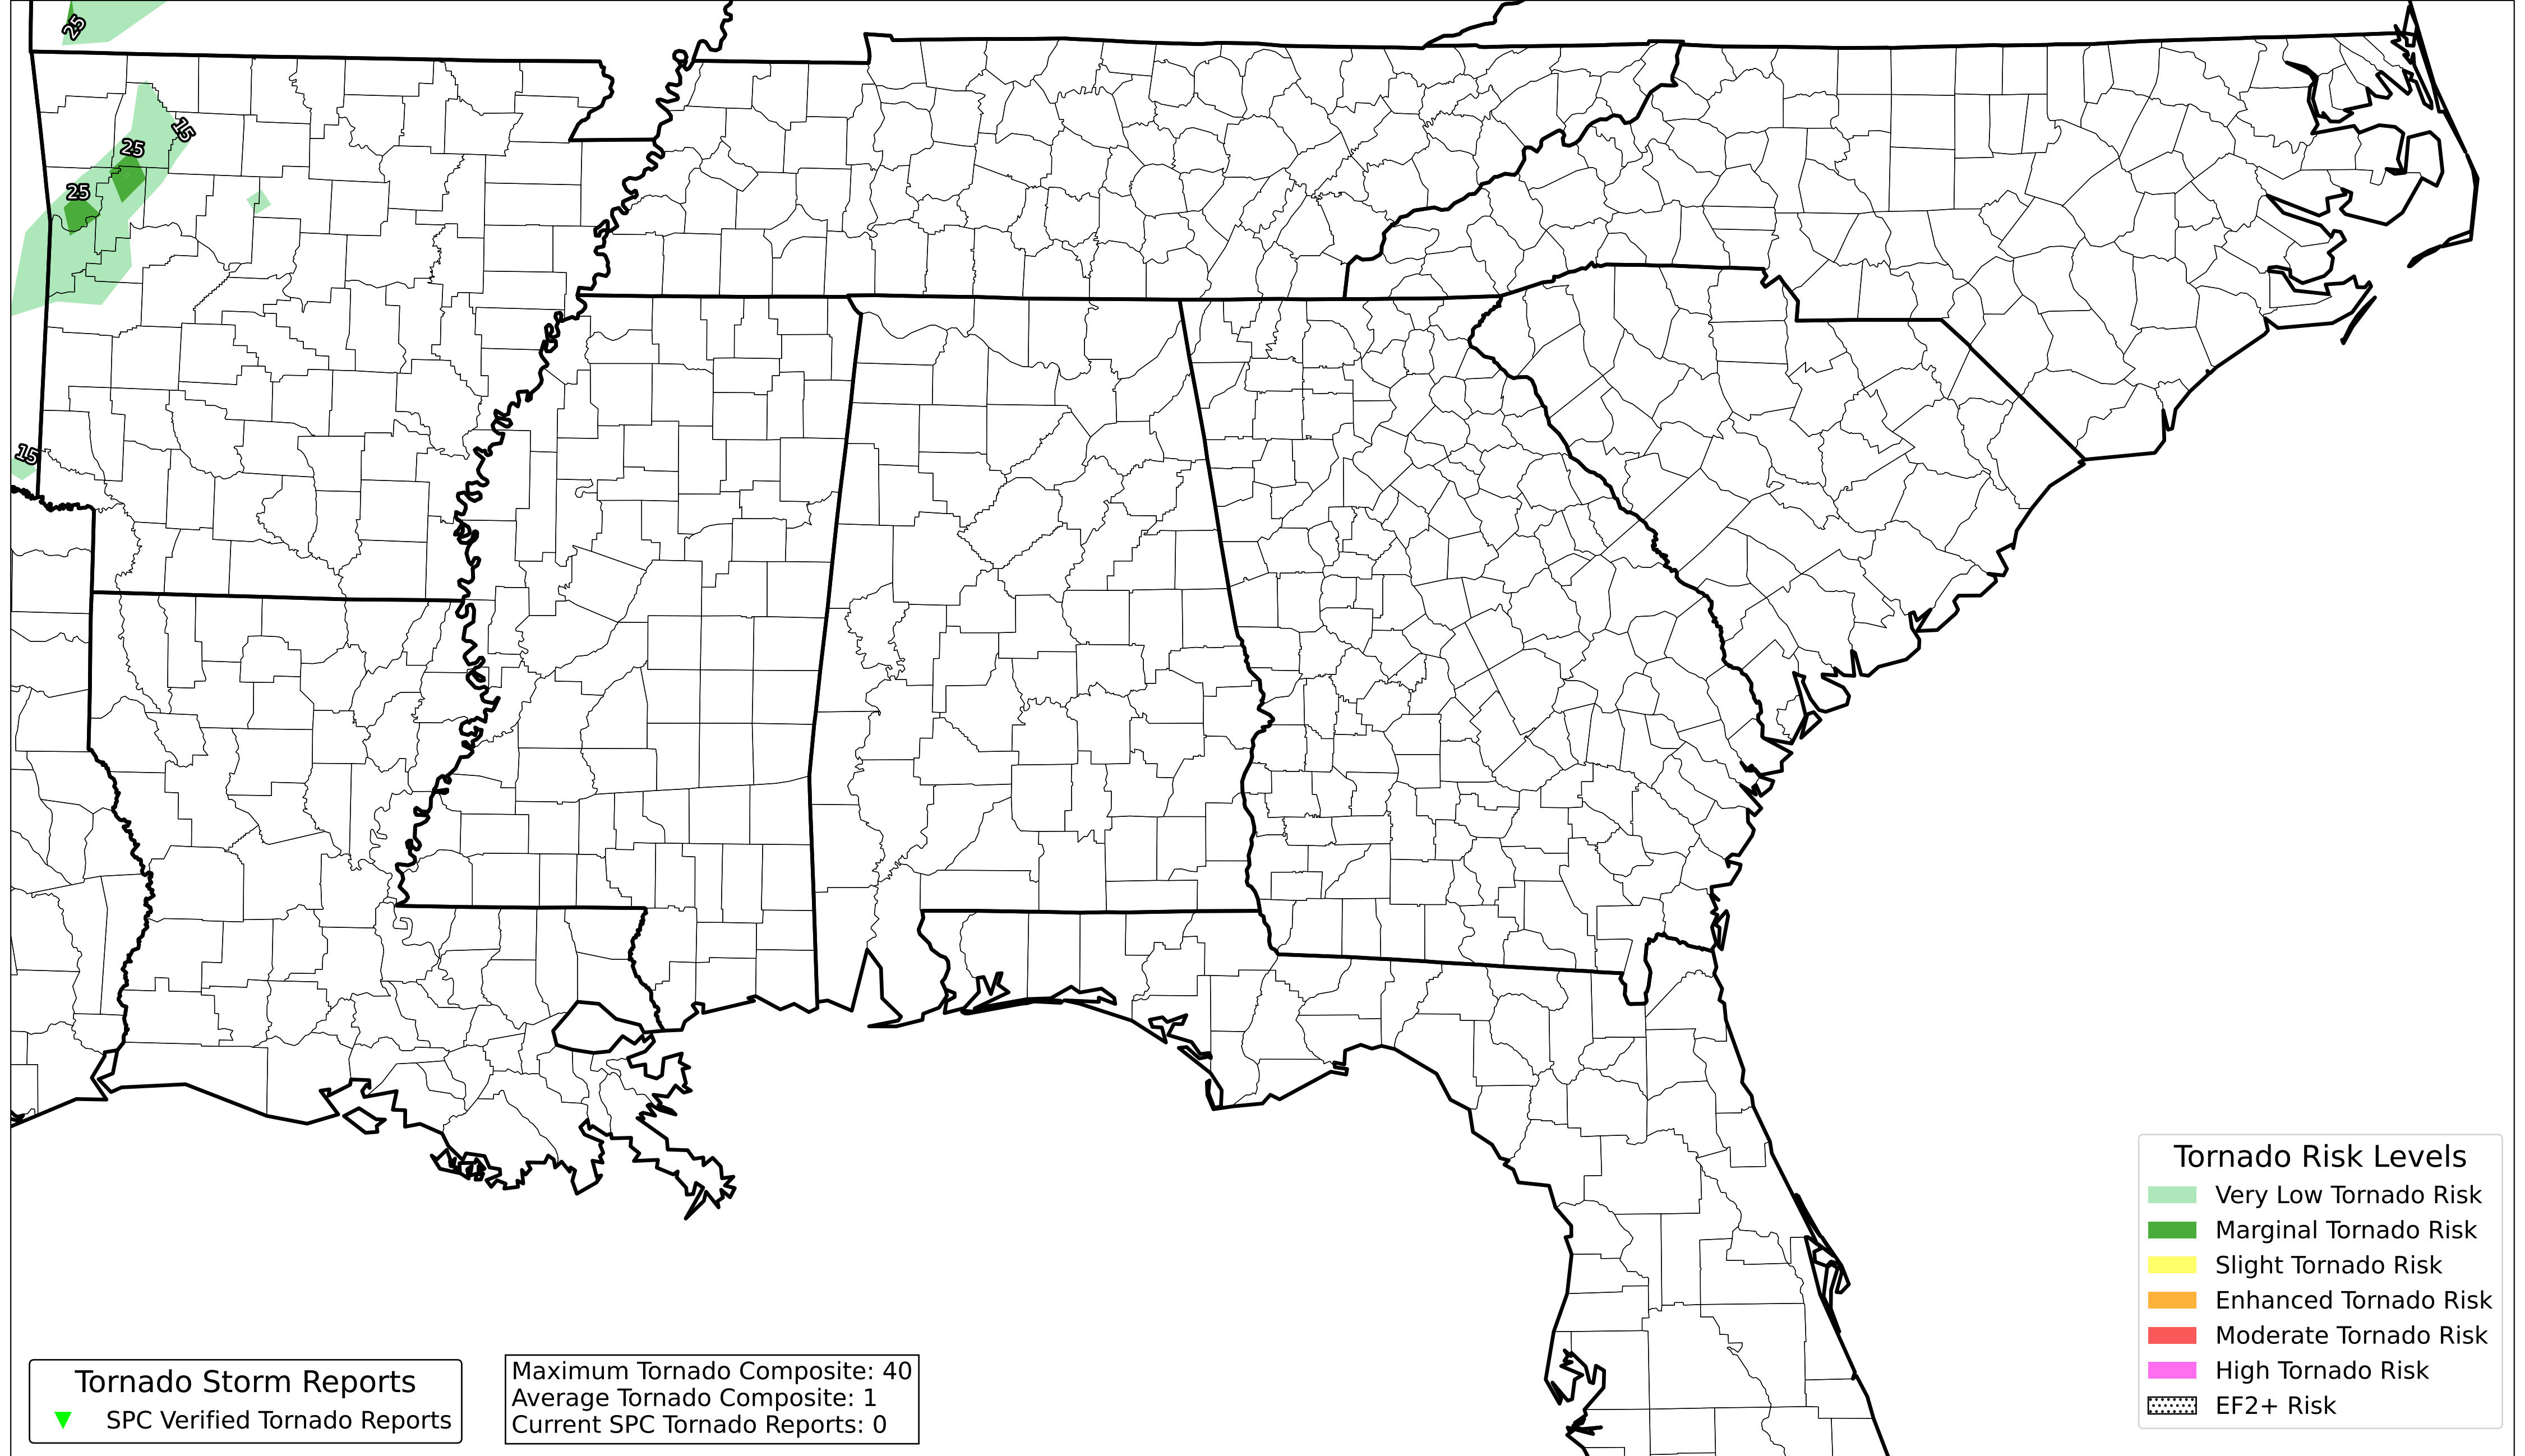 25
15
25
25
15
Tornado Risk Levels
Very Low Tornado Risk
Marginal Tornado Risk
Slight Tornado Risk
Enhanced Tornado Risk
Moderate Tornado Risk
High Tornado Risk
EF2+ Risk
Tornado Storm Reports
SPC Verified Tornado Reports
Maximum Tornado Composite: 40
Average Tornado Composite: 1
Current SPC Tornado Reports: 0